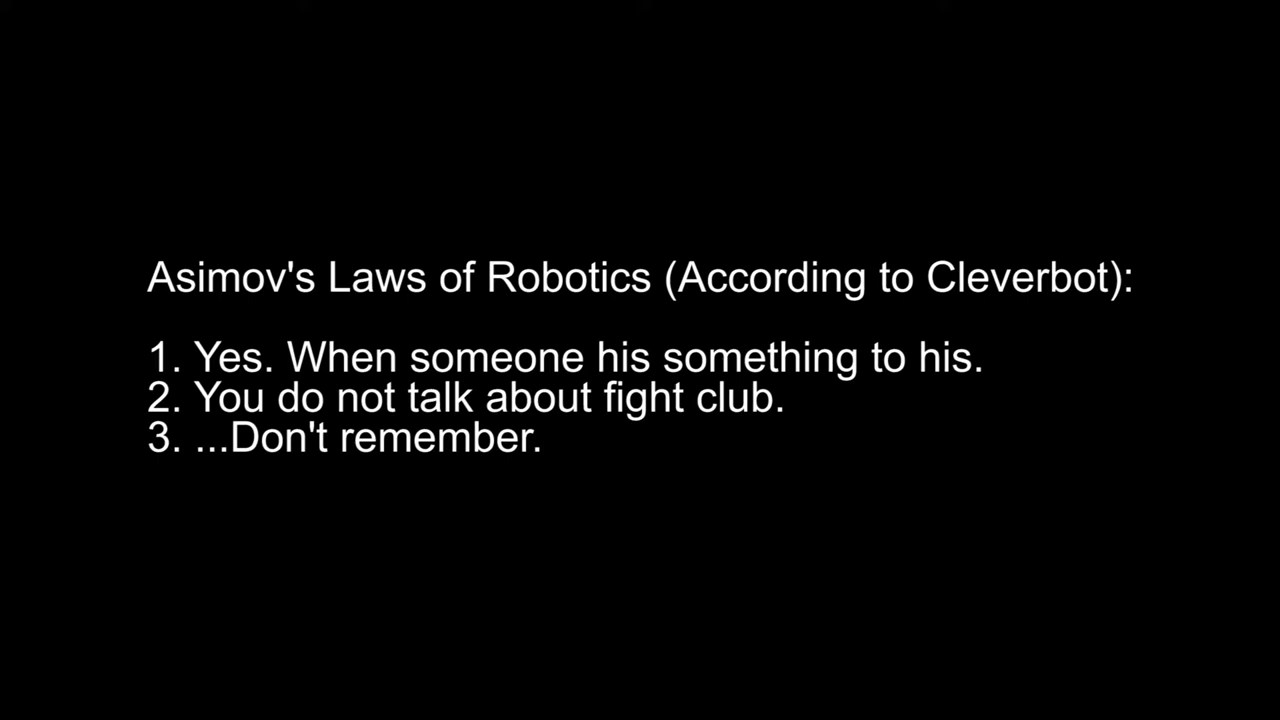 Asimov's Laws of Robotics (According to Cleverbot):
1. Yes. When someone his something to his.
2. You do not talk about fight club.
3. ...Don't remember.